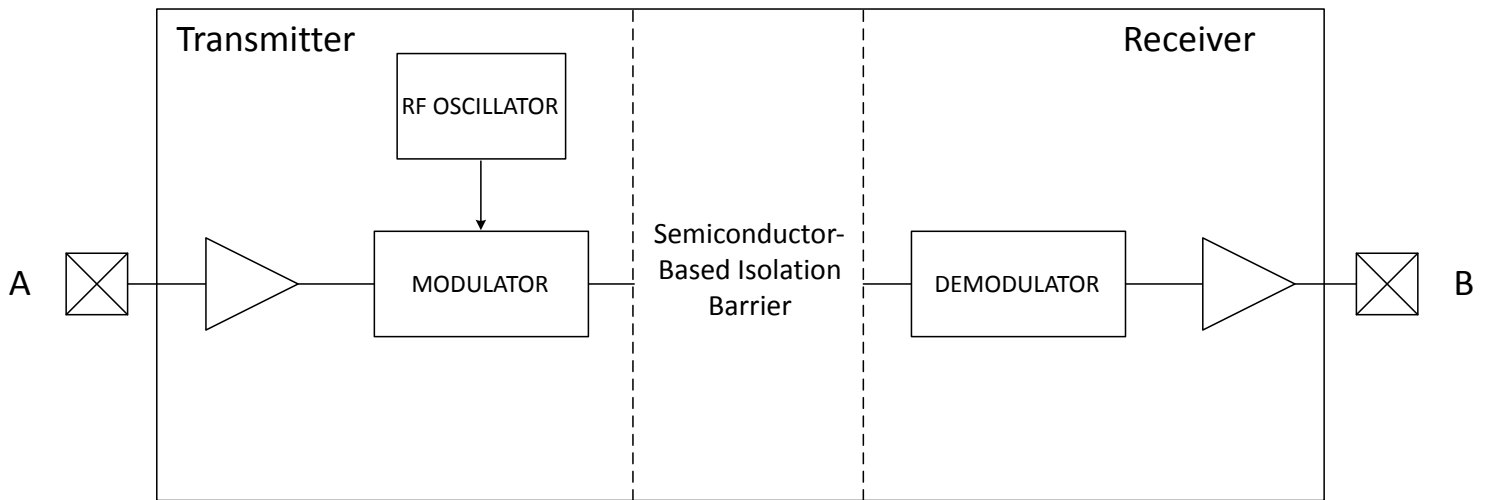 Transmitter
Receiver
RF OSCILLATOR
A
MODULATOR
Semiconductor-
Based Isolation
Barrier
DEMODULATOR
B